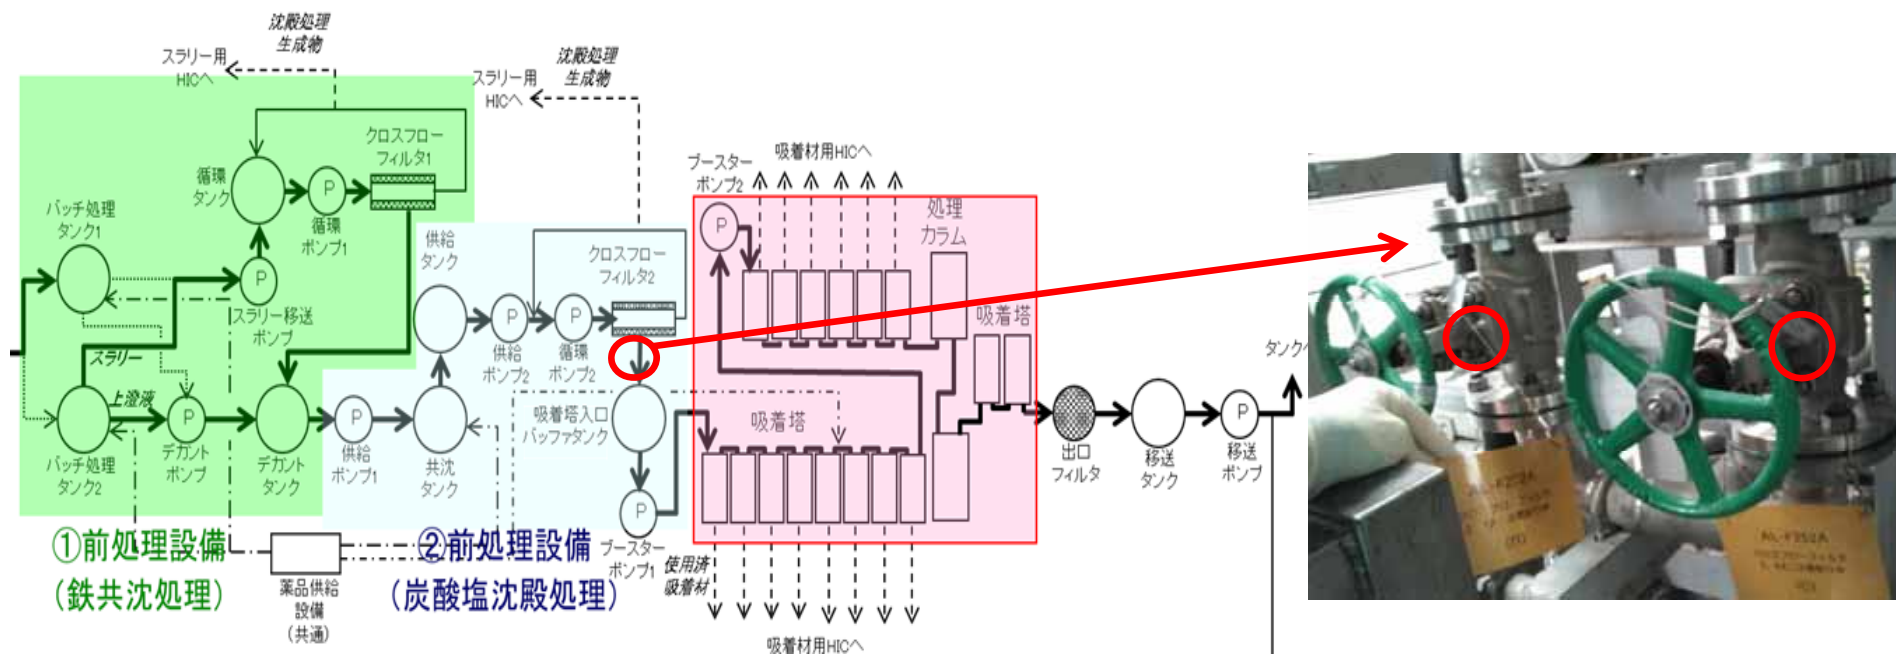 沈殿処理
生成物
スラリー用
HICへ
沈殿処理
生成物
スラリー用
HICへ
クロスフロー
フィルタ1
循環
タンク
P
循環
ポンプ1
バッチ処理
タンク1
P
スラリー移送
ポンプ
スラリー
上澄液
バッチ処理
タンク2
P
デカント
ポンプ
デカント
タンク
①前処理設備
(鉄共沈処理)
薬品供給
設備
(共通)
供給
タンク
P
供給
ポンプ2
P
循環
ポンプ2
クロスフロー
フィルタ2
P
供給
ポンプ1
共沈
タンク
吸着塔入口
バッファタンク
P
ブースター
ポンプ1
②前処理設備
(炭酸塩沈殿処理)
ブースター
ポンプ2
P
吸着材用HICへ
処理
カラム
吸着塔
吸着塔
使用済
吸着材
吸着材用HICへ
出口
フィルタ
移送
タンク
P
移送
ポンプ
タンクへ
AL-F252A